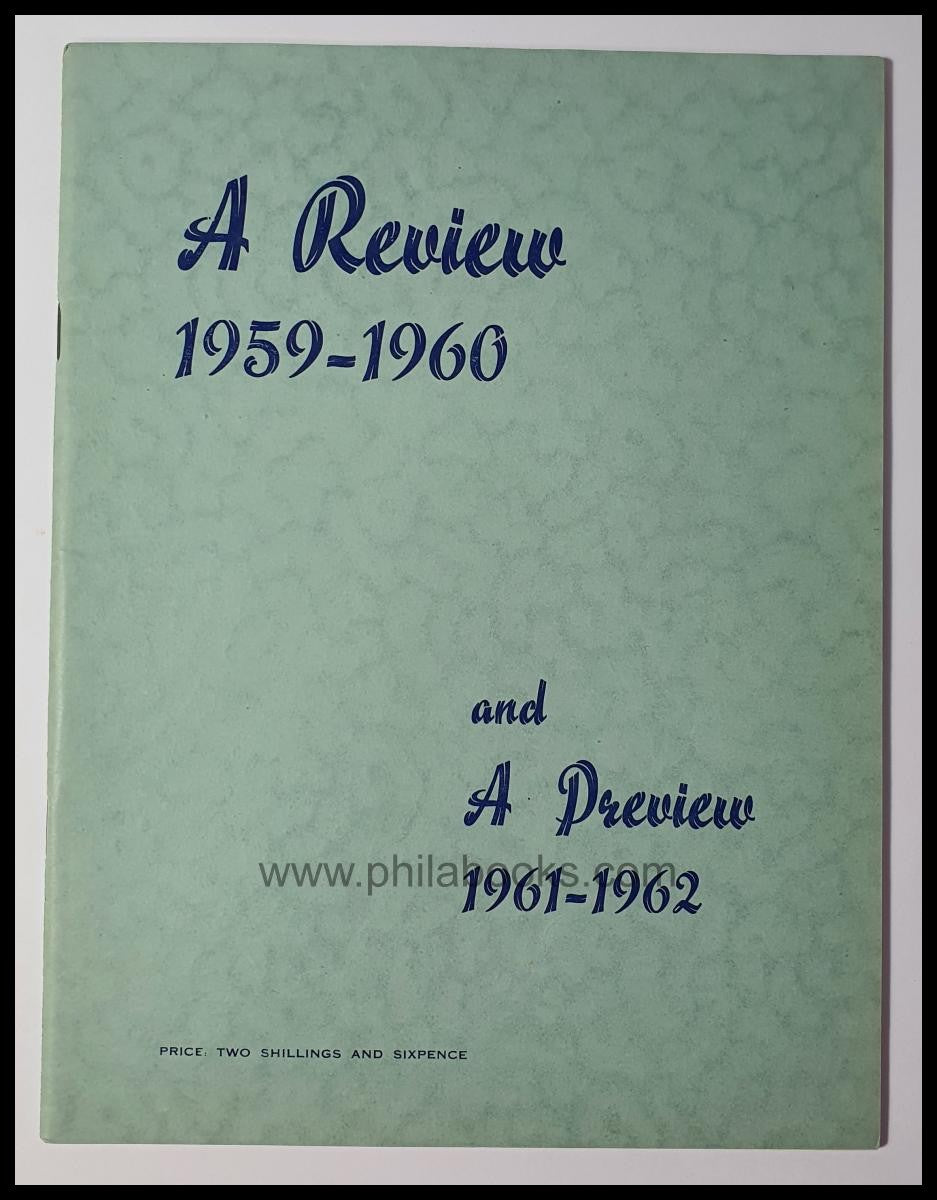 A Review
1959-1960
and
A Preview
www.philabooks.com
1961-1962
PRICE: TWO SHILLINGS AND SIXPENCE